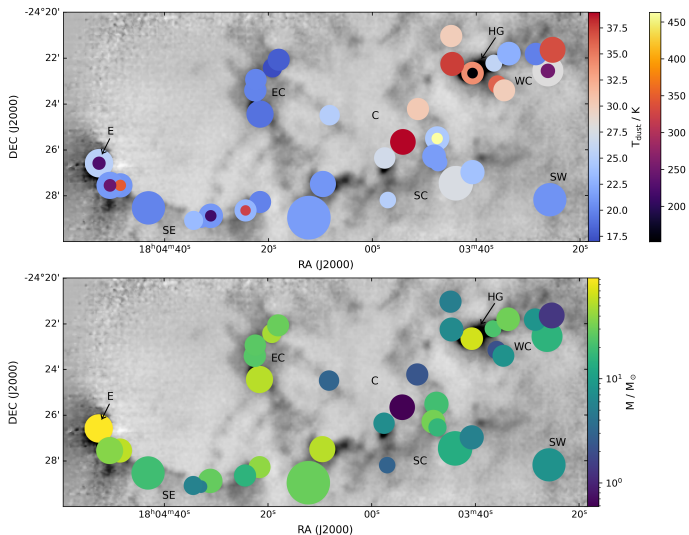 -24°20'
22'
24'
26'
28'
DEC (J2000)
HG
WC
EC
C
E
SC
SW
SE
18ʰ04ᵐ40ˢ
20ˢ
00ˢ
03ᵐ40ˢ
20ˢ
RA (J2000)
37.5
35.0
32.5
30.0
27.5
25.0
22.5
20.0
17.5
T_dust / K
450
400
350
300
250
200
-24°20'
22'
24'
26'
28'
DEC (J2000)
HG
WC
EC
C
E
SC
SW
SE
18ʰ04ᵐ40ˢ
20ˢ
00ˢ
03ᵐ40ˢ
20ˢ
RA (J2000)
10¹
10⁰
M / M☉